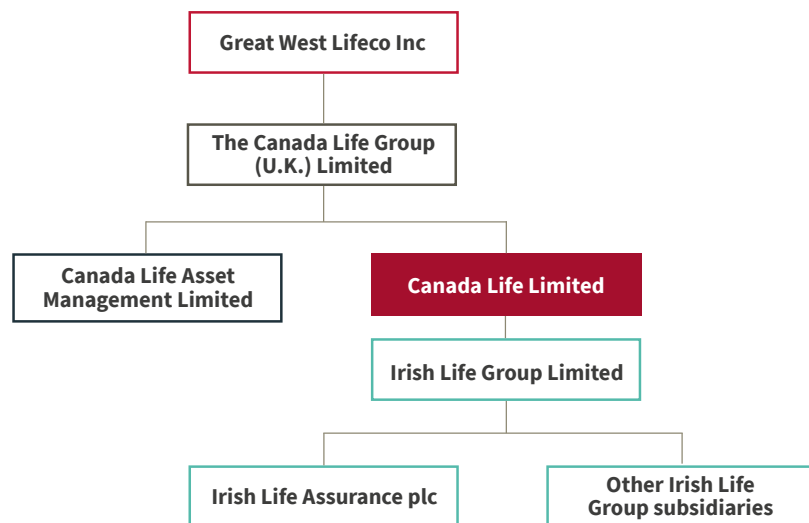 Great West Lifeco Inc
The Canada Life Group
(U.K.) Limited
Canada Life Asset
Management Limited
Canada Life Limited
Irish Life Group Limited
Irish Life Assurance plc
Other Irish Life
Group subsidiaries